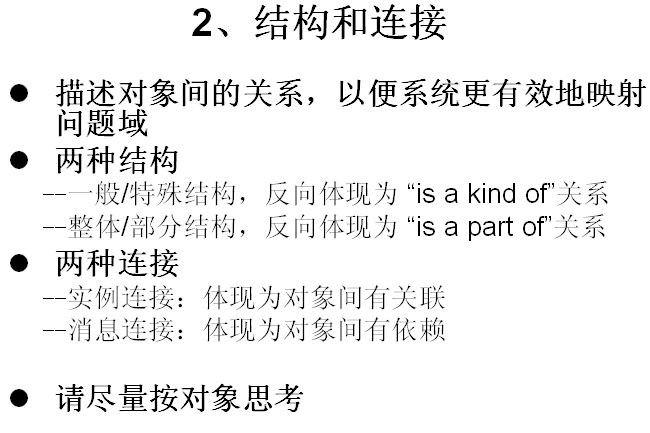 2、结构和连接
● 描述对象间的关系，以便系统更有效地映射
问题域
● 两种结构
--一般/特殊结构，反向体现为 “is a kind of”关系
--整体/部分结构，反向体现为 “is a part of”关系
● 两种连接
--实例连接：体现为对象间有关联
--消息连接：体现为对象间有依赖
● 请尽量按对象思考